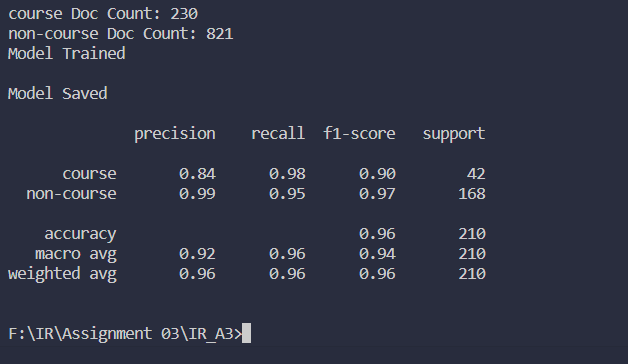 course Doc Count: 230
non-course Doc Count: 821
Model Trained
Model Saved
precision recall f1-score support
course 0.84 0.98 0.90 42
non-course 0.99 0.95 0.97 168
accuracy 0.96 210
macro avg 0.92 0.96 0.94 210
weighted avg 0.96 0.96 0.96 210
F:\IR\Assignment 03\IR_A3>